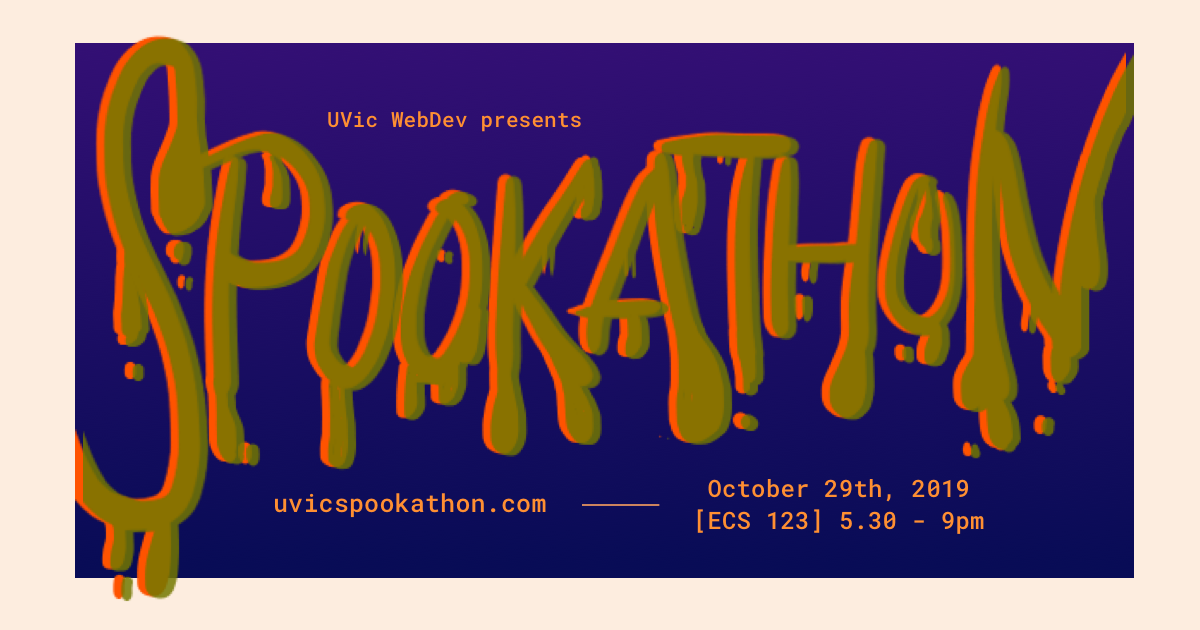 UVic WebDev presents
SPOOKATHON
uvicspookathon.com
October 29th, 2019
[ECS 123] 5.30 - 9pm